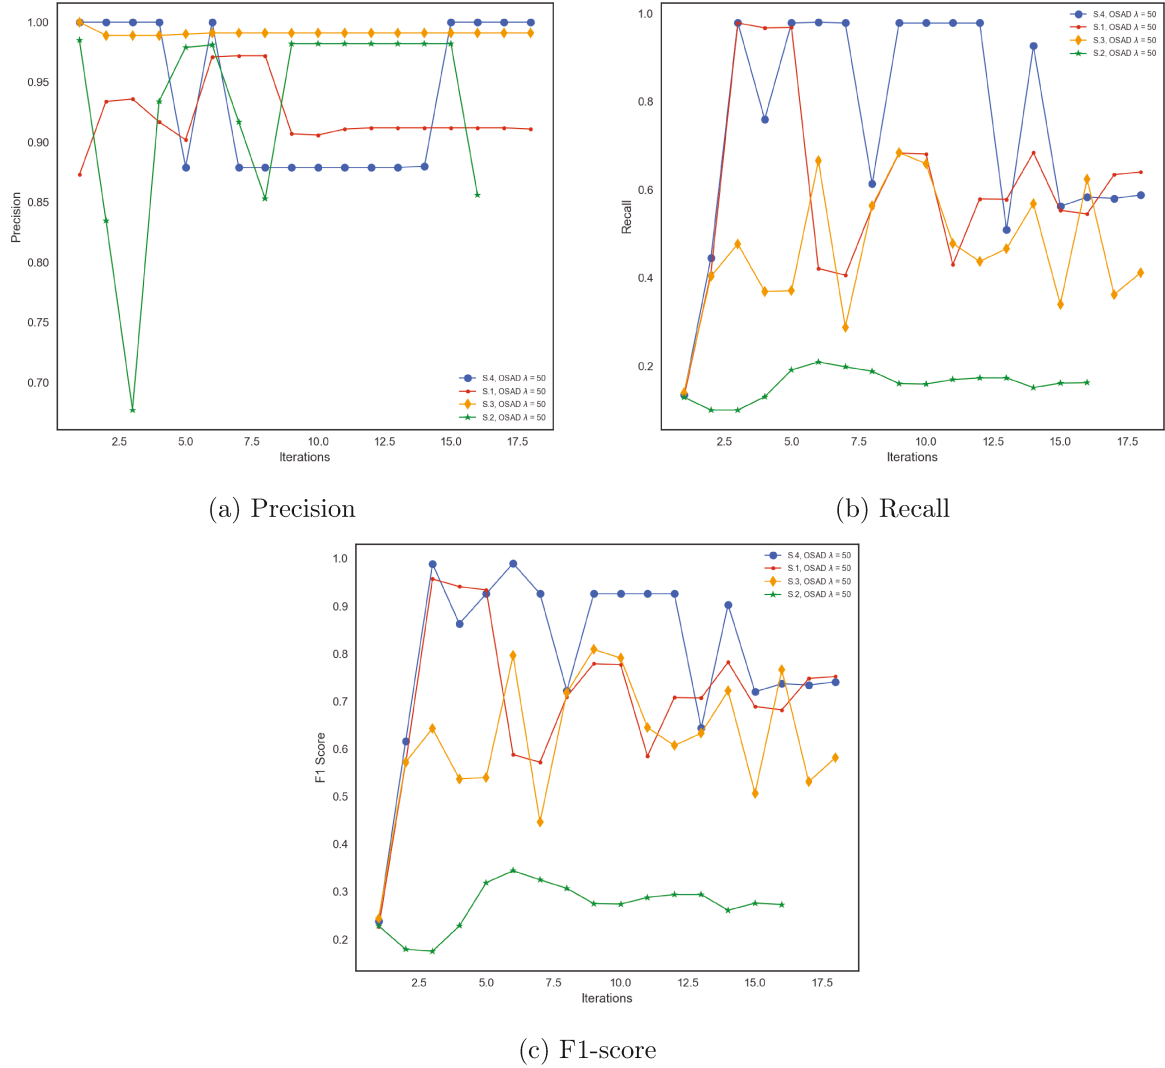 1.00
0.95
0.90
0.85
0.80
0.75
0.70
Precision
S.4, OSAD λ = 50
S.1, OSAD λ = 50
S.3, OSAD λ = 50
S.2, OSAD λ = 50
2.5 5.0 7.5 10.0 12.5 15.0 17.5
Iterations
(a) Precision
1.0
0.8
0.6
0.4
0.2
Recall
S.4, OSAD λ = 50
S.1, OSAD λ = 50
S.3, OSAD λ = 50
S.2, OSAD λ = 50
2.5 5.0 7.5 10.0 12.5 15.0 17.5
Iterations
(b) Recall
1.0
0.9
0.8
0.7
0.6
0.5
0.4
0.3
0.2
F1 Score
S.4, OSAD λ = 50
S.1, OSAD λ = 50
S.3, OSAD λ = 50
S.2, OSAD λ = 50
2.5 5.0 7.5 10.0 12.5 15.0 17.5
Iterations
(c) F1-score